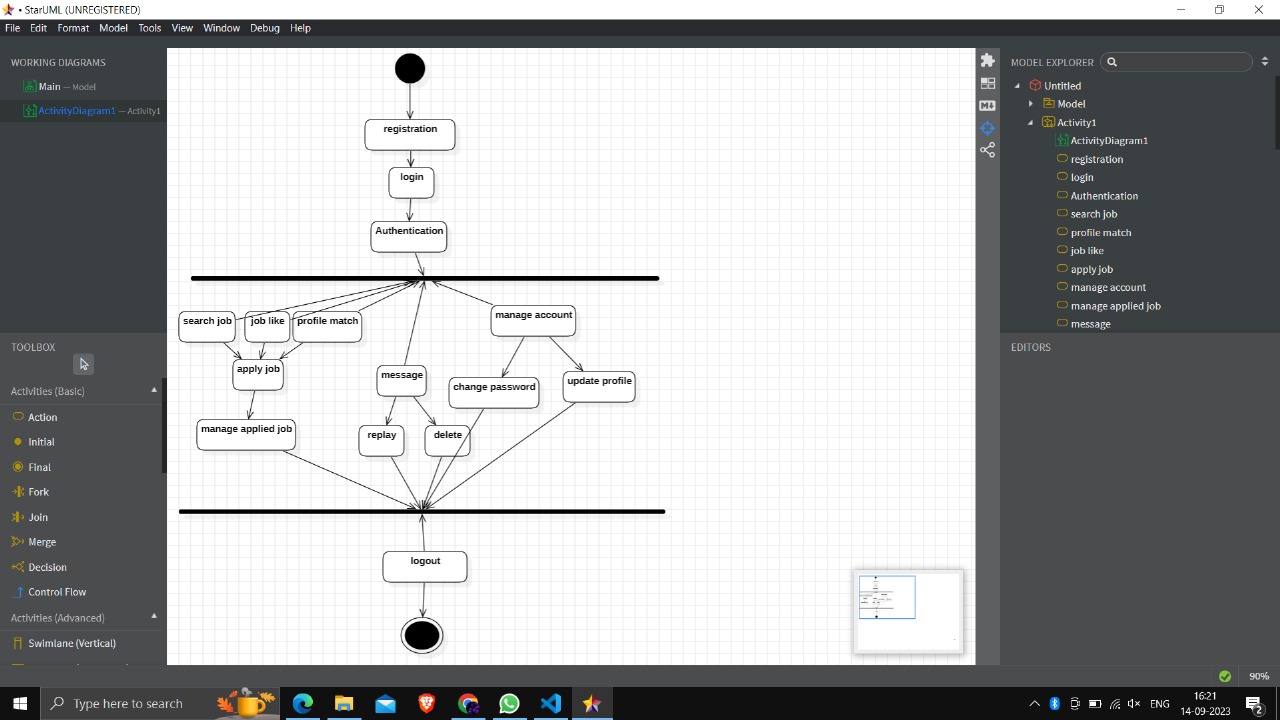 • StarUML (UNREGISTERED)
File Edit Format Model Tools View Window Debug Help
WORKING DIAGRAMS
Main — Model
ActivityDiagram1 — Activity1
TOOLBOX
Activities (Basic)
Action
Initial
Final
Fork
Join
Merge
Decision
Control Flow
Activities (Advanced)
Swimlane (Vertical)
registration
login
Authentication
search job
job like
profile match
manage account
apply job
message
change password
update profile
manage applied job
replay
delete
logout
MODEL EXPLORER
Untitled
Model
Activity1
ActivityDiagram1
registration
login
Authentication
search job
profile match
job like
apply job
manage account
manage applied job
message
EDITORS
90%
Type here to search
ENG
16:21
14-09-2023
2